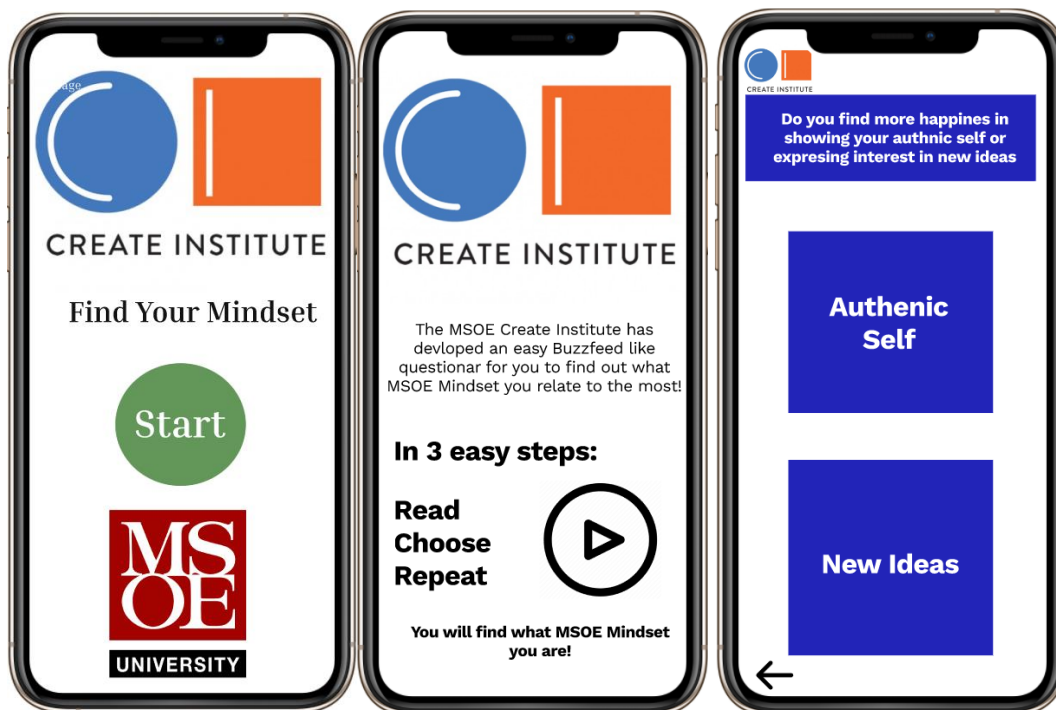 CREATE INSTITUTE
Find Your Mindset
Start
MS
OE
UNIVERSITY
CREATE INSTITUTE
The MSOE Create Institute has
devloped an easy Buzzfeed like
questionar for you to find out what
MSOE Mindset you relate to the most!
In 3 easy steps:
Read
Choose
Repeat
You will find what MSOE Mindset
you are!
CREATE INSTITUTE
Do you find more happines in
showing your authnic self or
expresing interest in new ideas
Authenic
Self
New Ideas